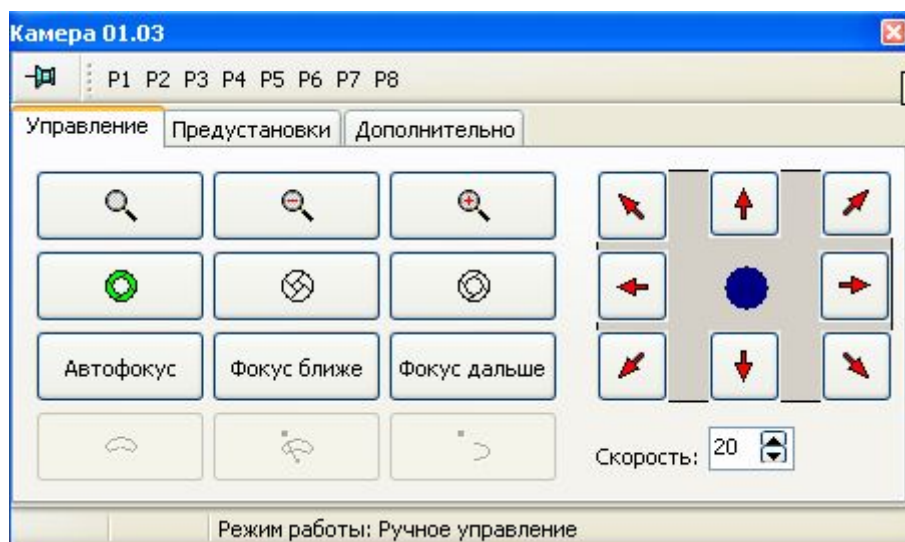 Камера 01.03
P1 P2 P3 P4 P5 P6 P7 P8
Управление Предустановки Дополнительно
Автофокус Фокус ближе Фокус дальше
Скорость: 20
Режим работы: Ручное управление